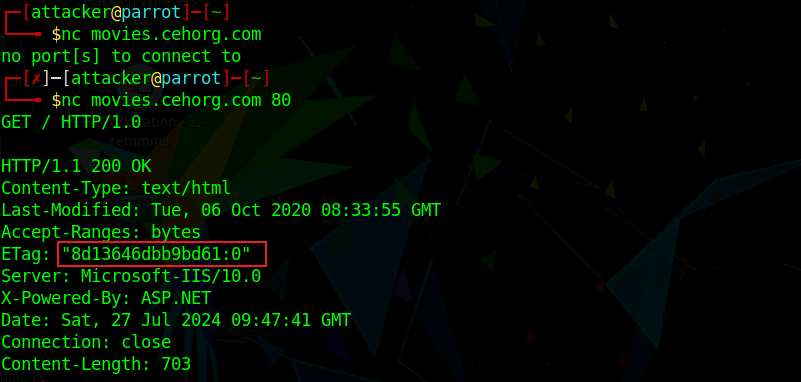 ┌─[attacker@parrot]─[~]
└──╼ $nc movies.cehorg.com
no port[s] to connect to
┌─[✗]─[attacker@parrot]─[~]
└──╼ $nc movies.cehorg.com 80
GET / HTTP/1.0
HTTP/1.1 200 OK
Content-Type: text/html
Last-Modified: Tue, 06 Oct 2020 08:33:55 GMT
Accept-Ranges: bytes
ETag: "8d13646dbb9bd61:0"
Server: Microsoft-IIS/10.0
X-Powered-By: ASP.NET
Date: Sat, 27 Jul 2024 09:47:41 GMT
Connection: close
Content-Length: 703